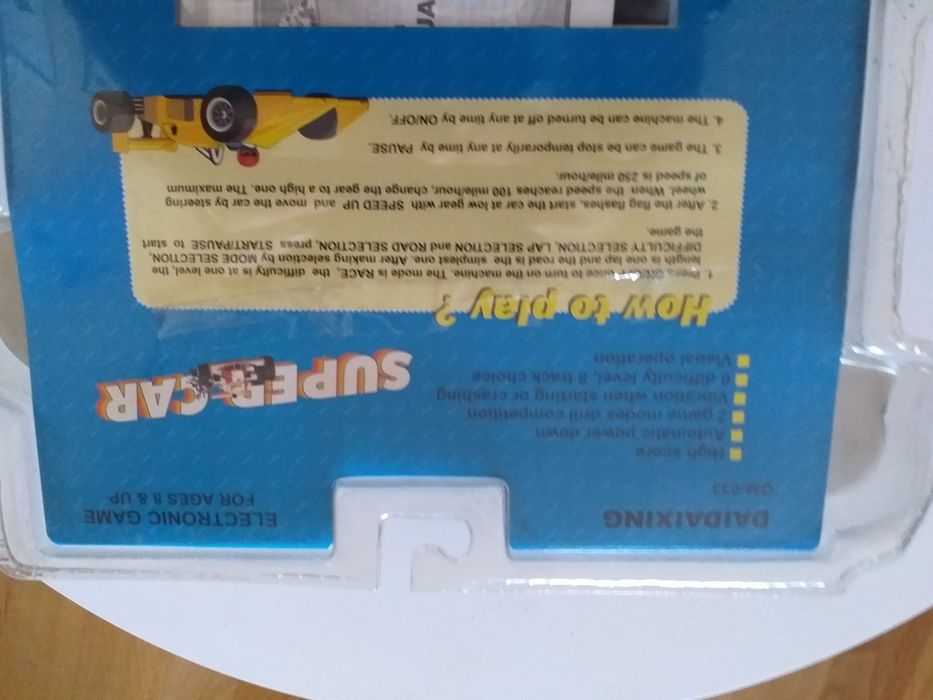 DAIDAIXING
GM-033
ELECTRONIC GAME
FOR AGES 8 & UP
High score
Automatic power down
2 game modes drill competition
Vibration when starting or crashing
6 difficulty level, 8 track choice
Visual operation
SUPER CAR
How to play ?
1. Press ON/OFF once to turn on the machine. The mode is RACE, the difficulty is at one level, the
length is one lap and the road is the simplest one. After making selection by MODE SELECTION,
DIFFICULTY SELECTION, LAP SELECTION and ROAD SELECTION, press START/PAUSE to start
the game.
2. After the flag flashes, start the car at low gear with SPEED UP and move the car by steering
wheel. When the speed reaches 100 mile/hour, change the gear to a high one. The maximum
of speed is 250 mile/hour.
3. The game can be stop temporarily at any time by PAUSE.
4. The machine can be turned off at any time by ON/OFF.